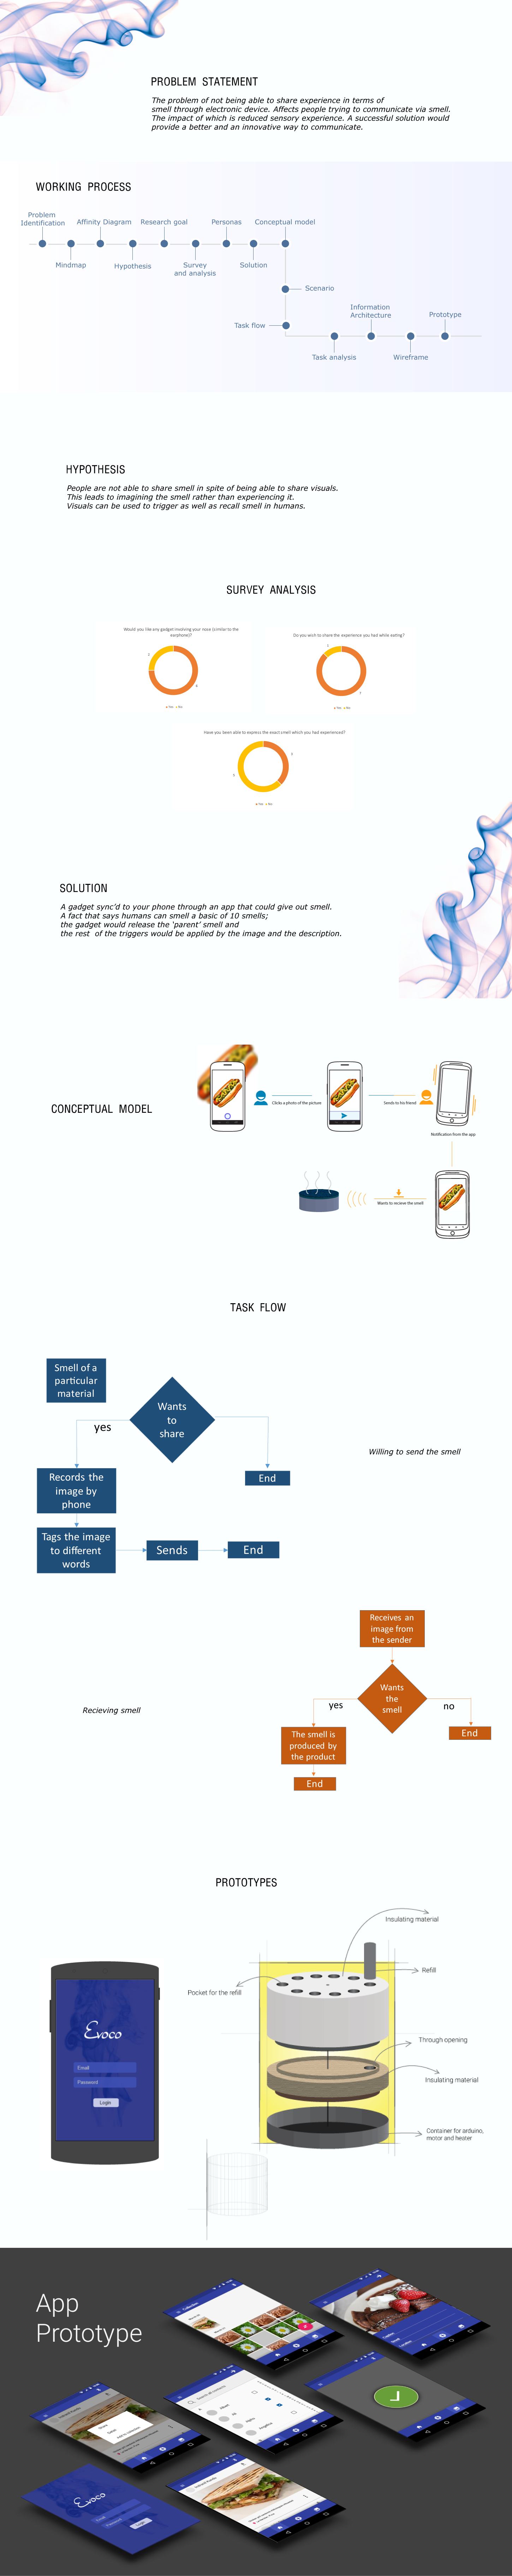 PROBLEM STATEMENT
The problem of not being able to share experience in terms of
smell through electronic device. Affects people trying to communicate via smell.
The impact of which is reduced sensory experience. A successful solution would
provide a better and an innovative way to communicate.
WORKING PROCESS
Problem
Identification
Affinity Diagram
Research goal
Personas
Conceptual model
Mindmap
Hypothesis
Survey
and analysis
Solution
Scenario
Task flow
Information
Architecture
Prototype
Task analysis
Wireframe
HYPOTHESIS
People are not able to share smell in spite of being able to share visuals.
This leads to imagining the smell rather than experiencing it.
Visuals can be used to trigger as well as recall smell in humans.
SURVEY ANALYSIS
Would you like any gadget involving your nose (similar to the
earphone)?
Yes No
Do you wish to share the experience you had while eating?
Yes No
Have you been able to express the exact smell which you had experienced?
Yes No
SOLUTION
A gadget sync'd to your phone through an app that could give out smell.
A fact that says humans can smell a basic of 10 smells;
the gadget would release the 'parent' smell and
the rest of the triggers would be applied by the image and the description.
CONCEPTUAL MODEL
Clicks a photo of the picture
Sends to his friend
Notification from the app
Wants to recieve the smell
TASK FLOW
Smell of a
particular
material
Wants
to
share
yes
Records the
image by
phone
End
Willing to send the smell
Tags the image
to different
words
Sends
End
Receives an
image from
the sender
Wants
the
smell
Recieving smell
yes
no
The smell is
produced by
the product
End
End
PROTOTYPES
Insulating material
Refill
Pocket for the refill
Evoco
Email
Password
Login
Through opening
Insulating material
Container for arduino,
motor and heater
App
Prototype
Evoco